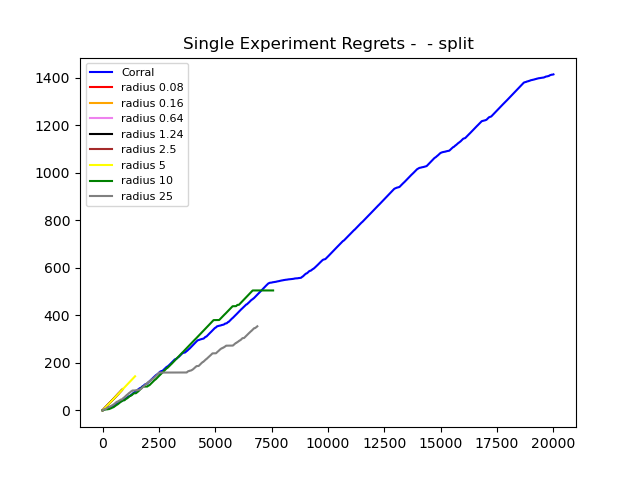 Single Experiment Regrets -  - split
Corral
radius 0.08
radius 0.16
radius 0.64
radius 1.24
radius 2.5
radius 5
radius 10
radius 25
1400
1200
1000
800
600
400
200
0
0 2500 5000 7500 10000 12500 15000 17500 20000